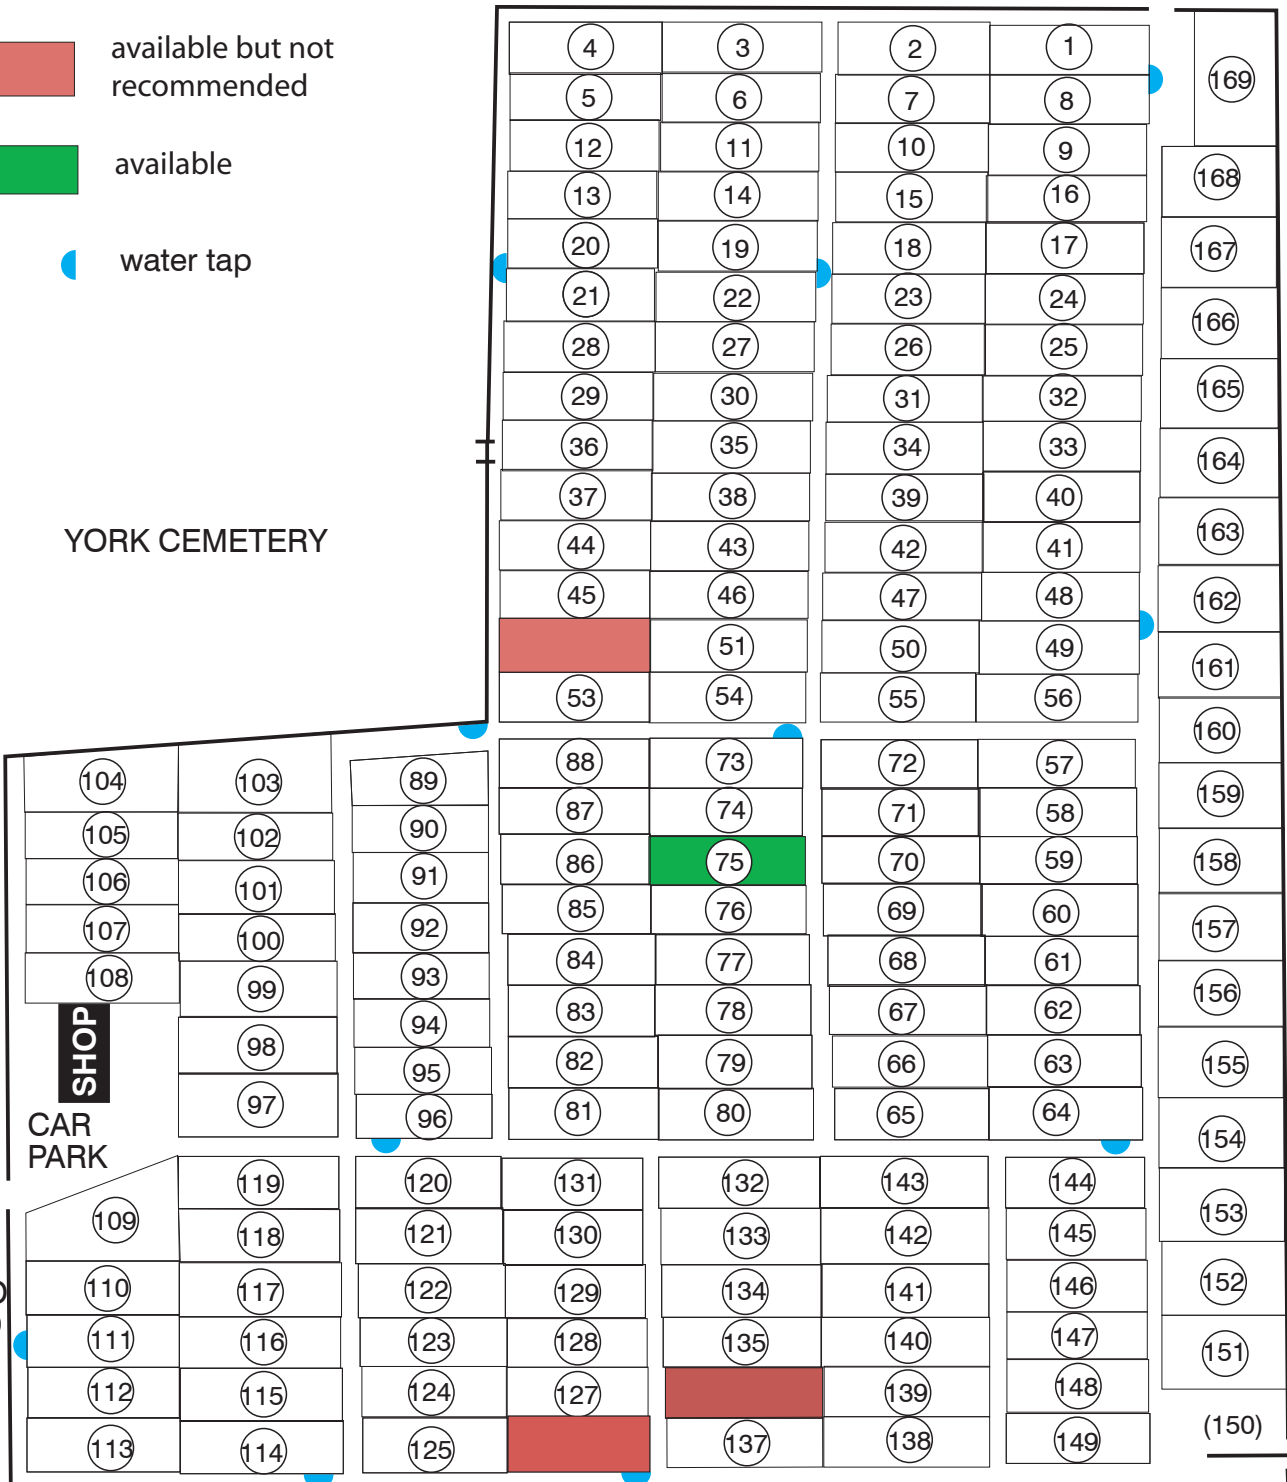 available but not
recommended
available
water tap
YORK CEMETERY
SHOP
CAR
PARK
4 3 2 1
5 6 7 8
12 11 10 9
13 14 15 16
20 19 18 17
21 22 23 24
28 27 26 25
29 30 31 32
36 35 34 33
37 38 39 40
44 43 42 41
45 46 47 48
51 50 49
53 54 55 56
88 73 72 57
87 74 71 58
86 75 70 59
85 76 69 60
84 77 68 61
83 78 67 62
82 79 66 63
81 80 65 64
104 103 89
105 102 90
106 101 91
107 100 92
108 99 93
98 94
95
97 96
109 119 120 131 132 143 144
118 121 130 133 142 145
110 117 122 129 134 141 146
111 116 123 128 135 140 147
112 115 124 127 139 148
113 114 125 137 138 149
169
168
167
166
165
164
163
162
161
160
159
158
157
156
155
154
153
152
151
(150)